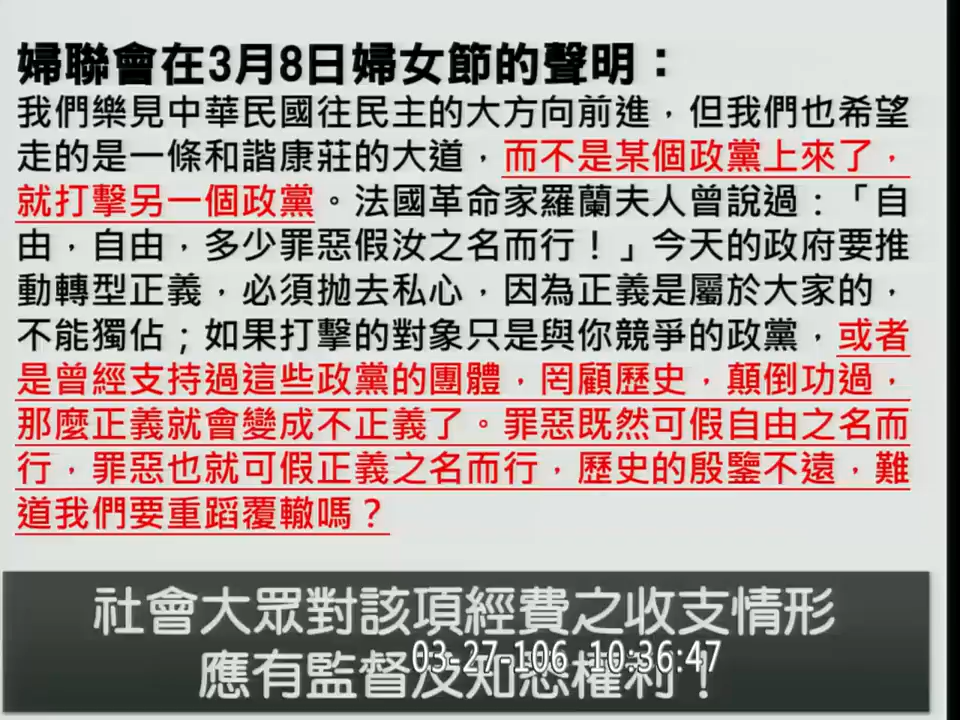 婦聯會在3月8日婦女節的聲明：
我們樂見中華民國往民主的大方向前進，但我們也希望
走的是一條和諧康莊的大道，而不是某個政黨上來了，
就打擊另一個政黨。法國革命家羅蘭夫人曾說過：「自
由，自由，多少罪惡假汝之名而行！」今天的政府要推
動轉型正義，必須拋去私心，因為正義是屬於大家的，
不能獨佔；如果打擊的對象只是與你競爭的政黨，或者
是曾經支持過這些政黨的團體，罔顧歷史，顛倒功過，
那麼正義就會變成不正義了。罪惡既然可假自由之名而
行，罪惡也就可假正義之名而行，歷史的殷鑒不遠，難
道我們要重蹈覆轍嗎？
社會大眾對該項經費之收支情形
應有監督及知悉權利！
03-27-106 10:36:47